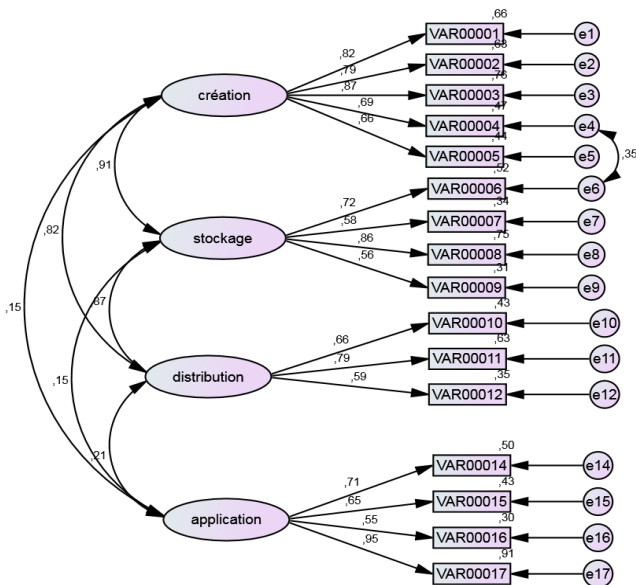 ,66
VAR00001
e1
,82
,63
VAR00002
e2
,79
,76
création
VAR00003
e3
,87
,47
VAR00004
e4
,69
,44
VAR00005
e5
,66
,35
,91
,52
VAR00006
e6
,72
,34
VAR00007
e7
,58
,82
stockage
,75
VAR00008
e8
,86
,31
VAR00009
e9
,56
,15
,87
,43
VAR00010
e10
,66
,63
VAR00011
e11
,79
,15
distribution
,35
VAR00012
e12
,59
,21
,50
VAR00014
e14
,71
,43
VAR00015
e15
,65
application
,30
VAR00016
e16
,55
,91
VAR00017
e17
,95